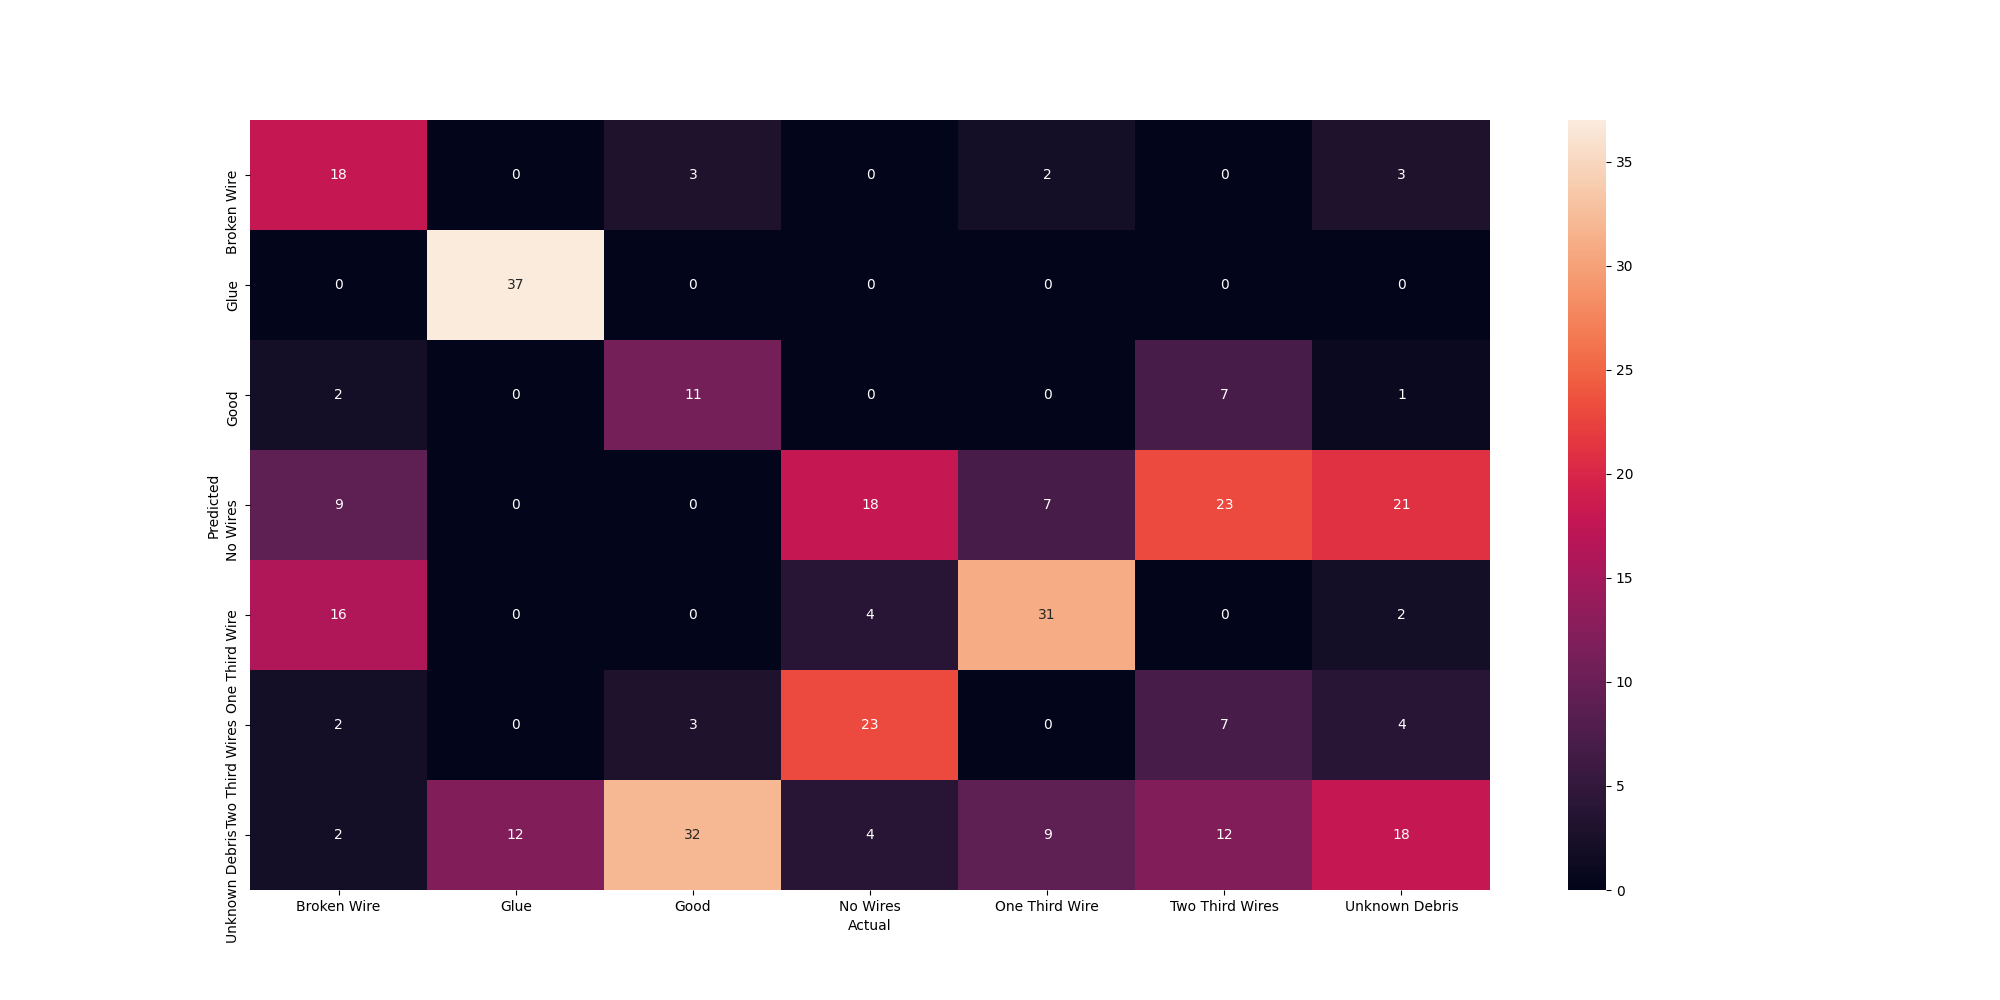 Predicted
Broken Wire 18 0 3 0 2 0 3
Glue 0 37 0 0 0 0 0
Good 2 0 11 0 0 7 1
No Wires 9 0 0 18 7 23 21
One Third Wire 16 0 0 4 31 0 2
Two Third Wires 2 0 3 23 0 7 4
Unknown Debris 2 12 32 4 9 12 18
Broken Wire Glue Good No Wires One Third Wire Two Third Wires Unknown Debris
Actual
35
30
25
20
15
10
5
0